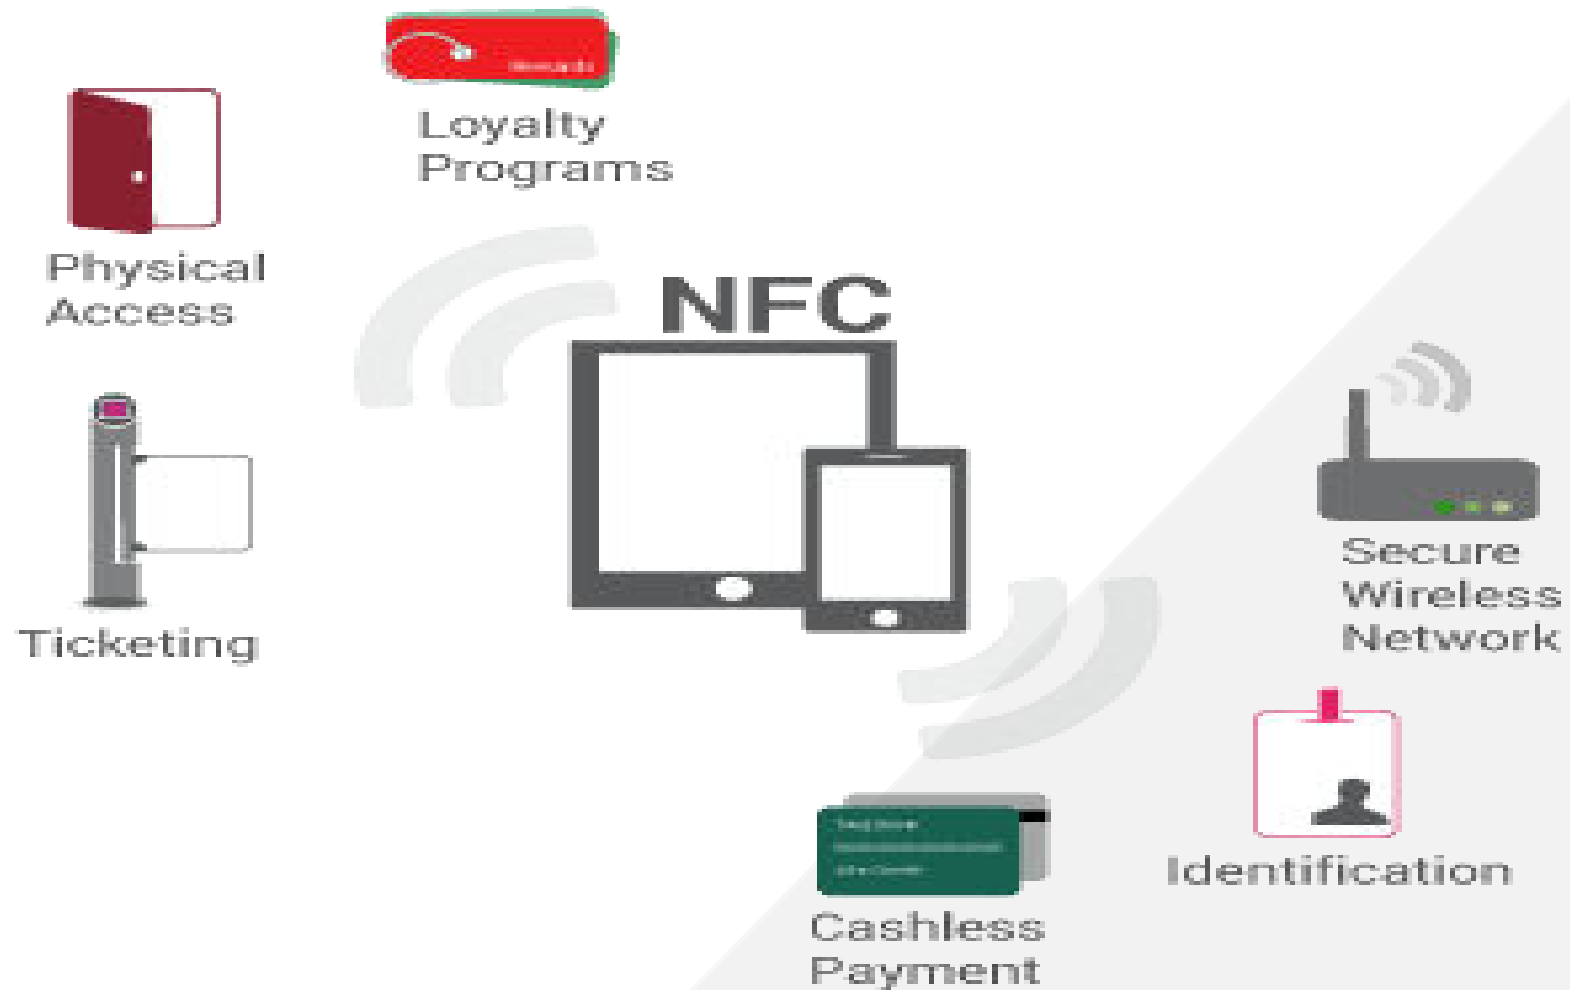 Loyalty
Programs
Physical
Access
NFC
Ticketing
Secure
Wireless
Network
Identification
Cashless
Payment